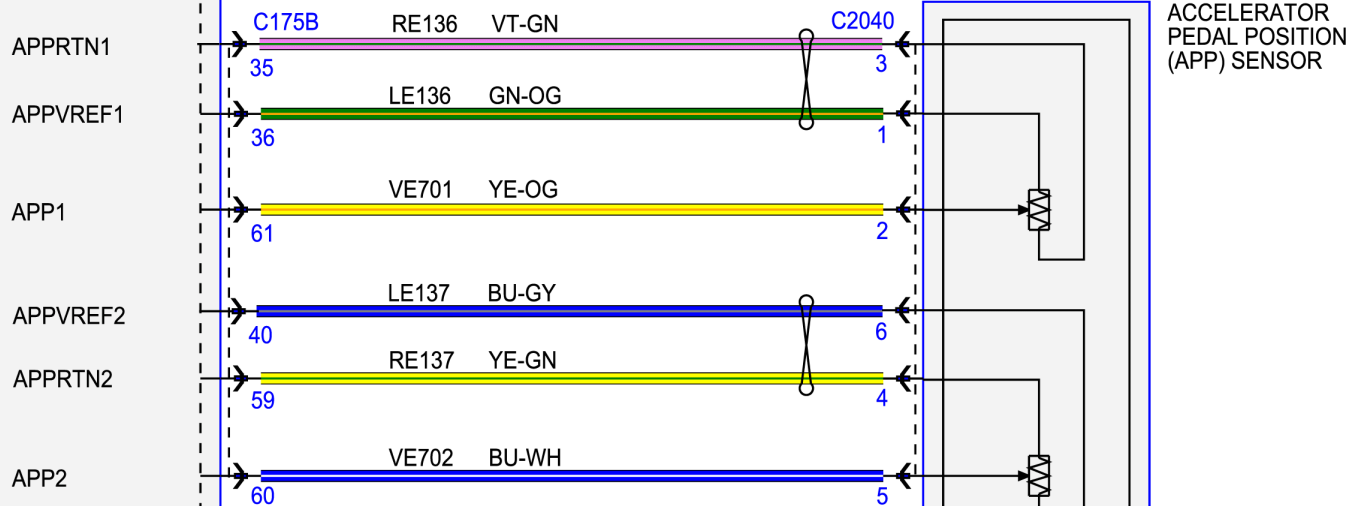 C175B RE136 VT-GN C2040 ACCELERATOR
APPRTN1 PEDAL POSITION
35 3 (APP) SENSOR
LE136 GN-OG
APPVREF1
36 1
VE701 YE-OG
APP1
61 2
LE137 BU-GY
APPVREF2
40 6
RE137 YE-GN
APPRTN2
59 4
VE702 BU-WH
APP2
60 5